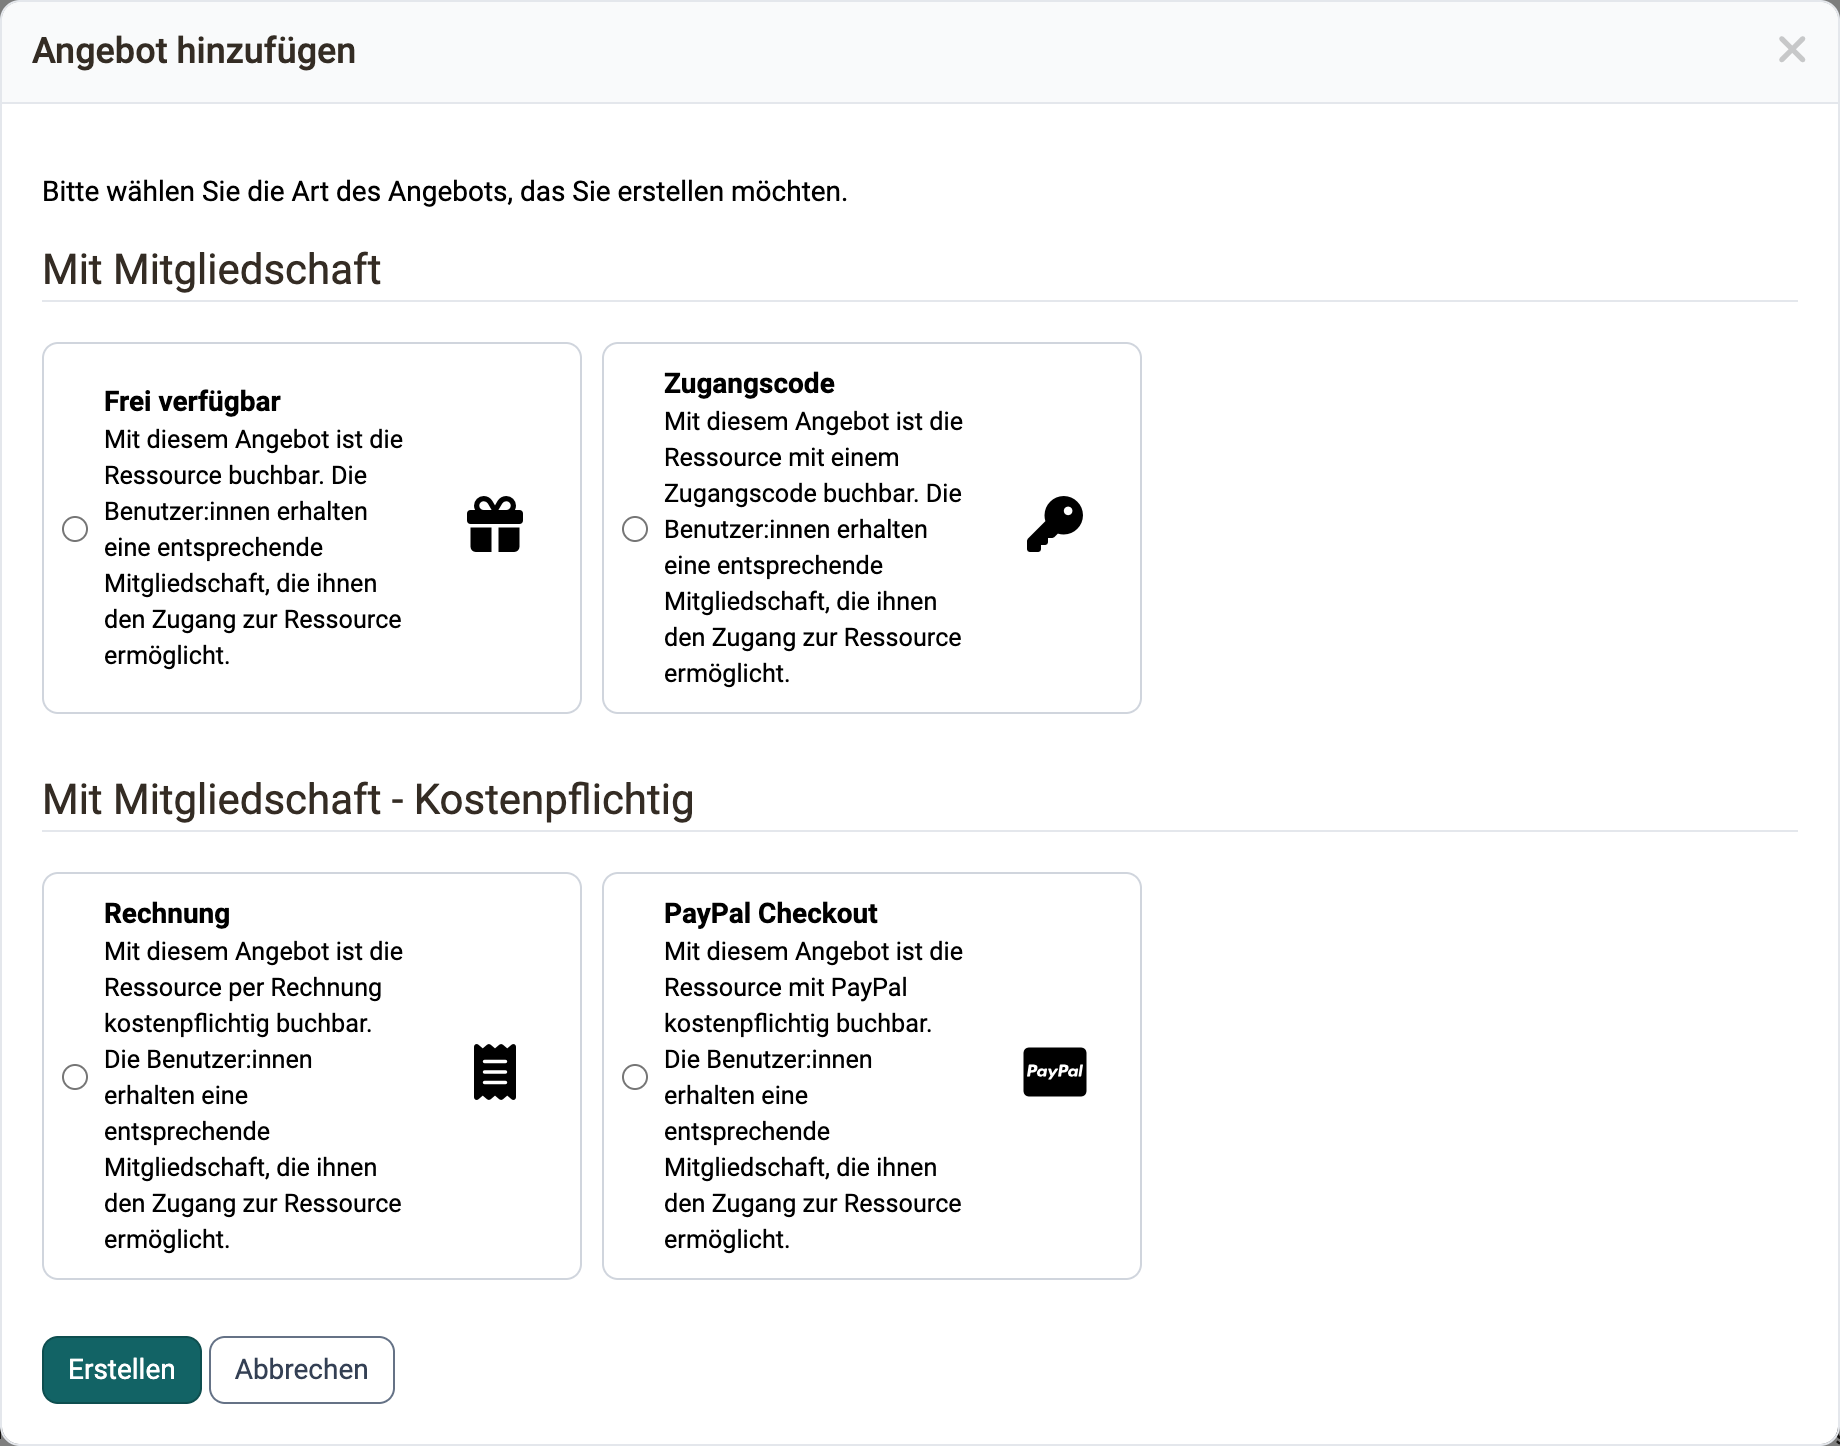 Angebot hinzufügen
Bitte wählen Sie die Art des Angebots, das Sie erstellen möchten.
Mit Mitgliedschaft
Frei verfügbar
Mit diesem Angebot ist die
Ressource buchbar. Die
Benutzer:innen erhalten
eine entsprechende
Mitgliedschaft, die ihnen
den Zugang zur Ressource
ermöglicht.
Zugangscode
Mit diesem Angebot ist die
Ressource mit einem
Zugangscode buchbar. Die
Benutzer:innen erhalten
eine entsprechende
Mitgliedschaft, die ihnen
den Zugang zur Ressource
ermöglicht.
Mit Mitgliedschaft - Kostenpflichtig
Rechnung
Mit diesem Angebot ist die
Ressource per Rechnung
kostenpflichtig buchbar.
Die Benutzer:innen
erhalten eine
entsprechende
Mitgliedschaft, die ihnen
den Zugang zur Ressource
ermöglicht.
PayPal Checkout
Mit diesem Angebot ist die
Ressource mit PayPal
kostenpflichtig buchbar.
Die Benutzer:innen
erhalten eine
entsprechende
Mitgliedschaft, die ihnen
den Zugang zur Ressource
ermöglicht.
PayPal
Erstellen
Abbrechen